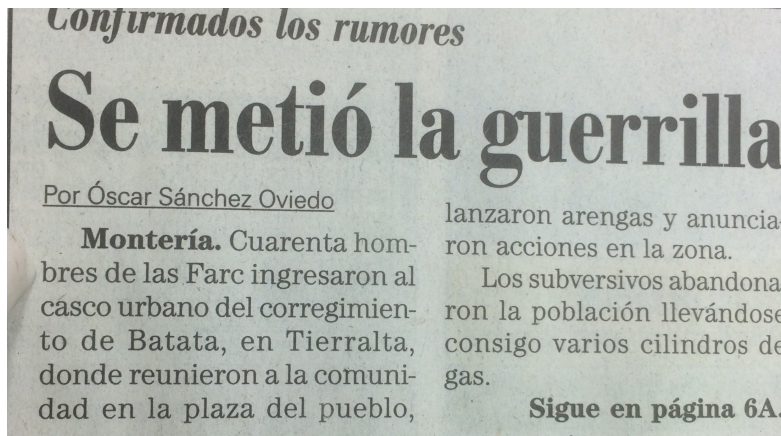 Confirmados los rumores
Se metió la guerrilla
Por Óscar Sánchez Oviedo
Montería. Cuarenta hom-
bres de las Farc ingresaron al
casco urbano del corregimien-
to de Batata, en Tierralta,
donde reunieron a la comuni-
dad en la plaza del pueblo,
lanzaron arengas y anuncia-
ron acciones en la zona.
Los subversivos abandona
ron la población llevándose
consigo varios cilindros de
gas.
Sigue en página 6A.